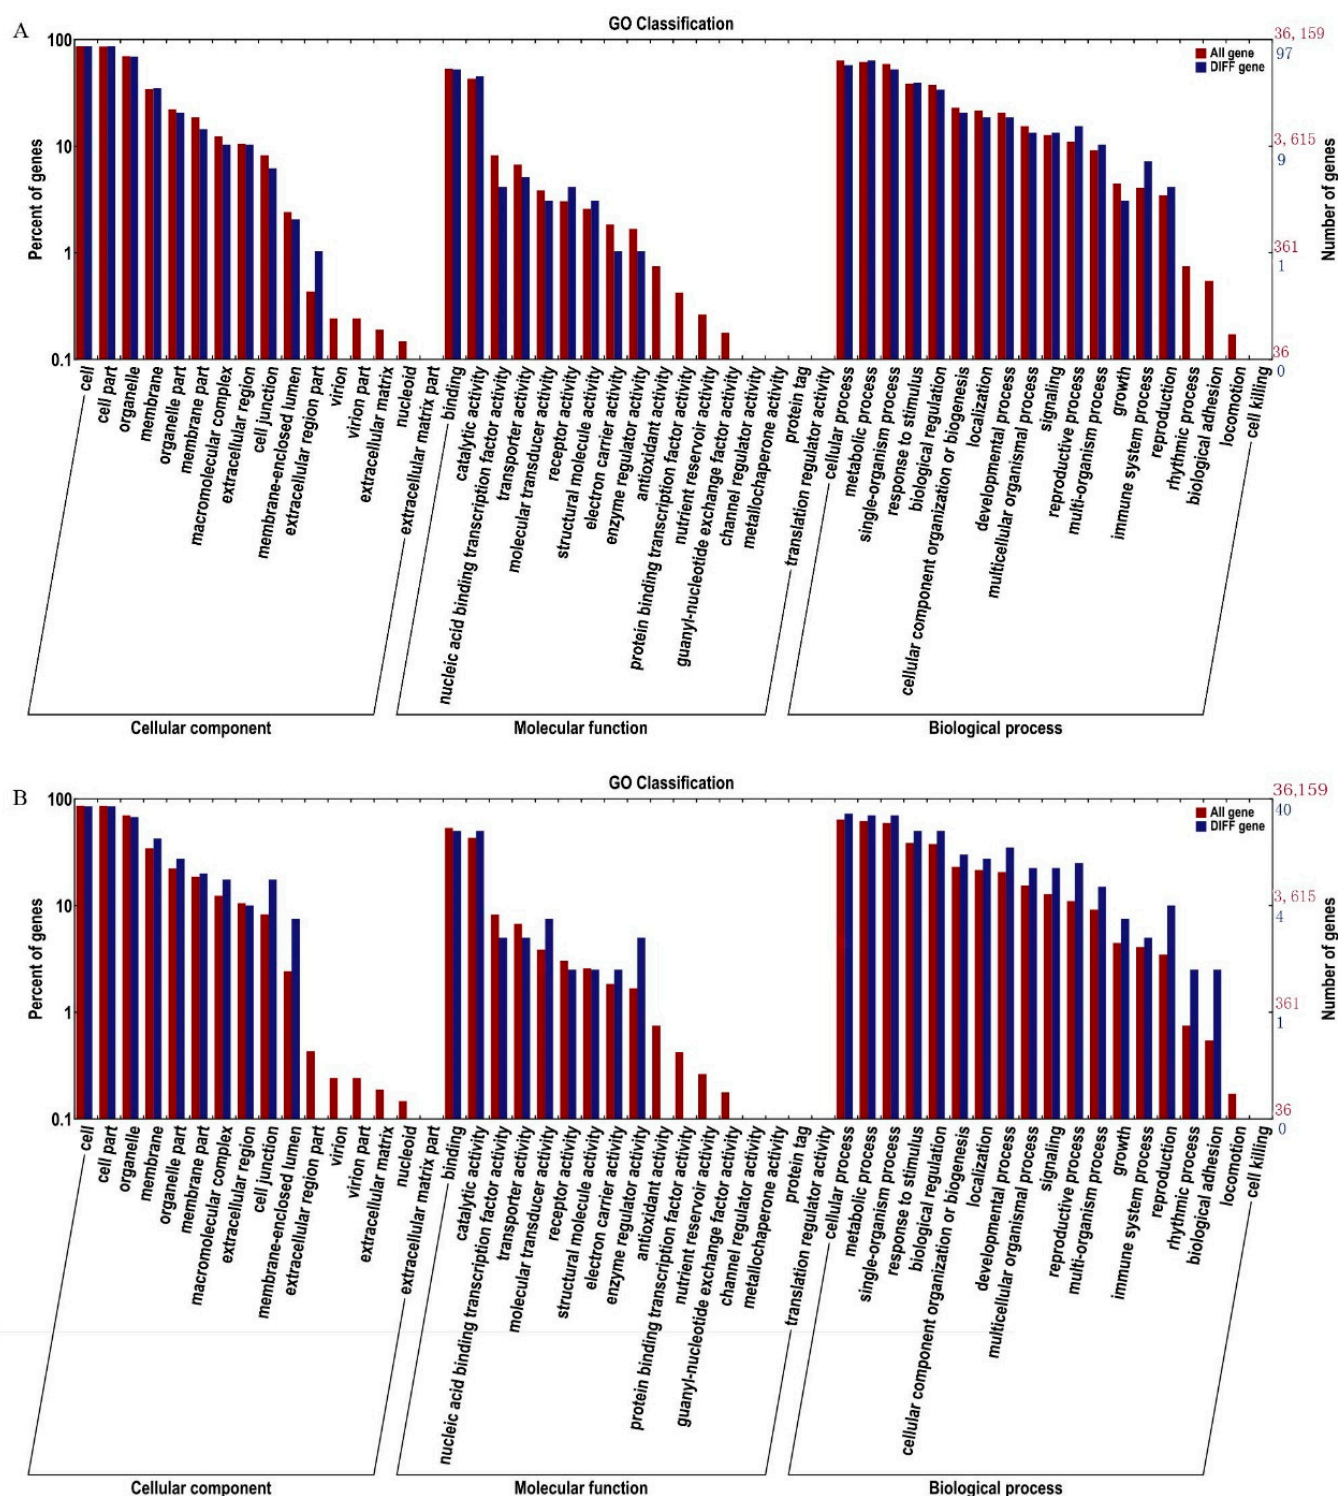 A
GO Classification
36, 159
97
3, 615
9
361
1
36
0
100
10
1
0.1
Percent of genes
Number of genes
All gene
DIFF gene
cell
cell part
organelle
membrane
organelle part
membrane part
macromolecular complex
extracellular region
cell junction
membrane-enclosed lumen
extracellular region part
virion
virion part
extracellular matrix
nucleoid
extracellular matrix part
binding
catalytic activity
nucleic acid binding transcription factor activity
transporter activity
molecular transducer activity
receptor activity
structural molecule activity
electron carrier activity
enzyme regulator activity
antioxidant activity
protein binding transcription factor activity
nutrient reservoir activity
guanyl-nucleotide exchange factor activity
channel regulator activity
metallochaperone activity
protein tag
translation regulator activity
cellular process
metabolic process
single-organism process
response to stimulus
biological regulation
cellular component organization or biogenesis
localization
developmental process
multicellular organismal process
signaling
reproductive process
multi-organism process
growth
immune system process
reproduction
rhythmic process
biological adhesion
locomotion
cell killing
Cellular component
Molecular function
Biological process
B
GO Classification
36,159
40
3, 615
4
361
1
36
0
100
10
1
0.1
Percent of genes
Number of genes
All gene
DIFF gene
cell
cell part
organelle
membrane
organelle part
membrane part
macromolecular complex
extracellular region
cell junction
membrane-enclosed lumen
extracellular region part
virion
virion part
extracellular matrix
nucleoid
extracellular matrix part
binding
catalytic activity
nucleic acid binding transcription factor activity
transporter activity
molecular transducer activity
receptor activity
structural molecule activity
electron carrier activity
enzyme regulator activity
antioxidant activity
protein binding transcription factor activity
nutrient reservoir activity
guanyl-nucleotide exchange factor activity
channel regulator activity
metallochaperone activity
protein tag
translation regulator activity
cellular process
metabolic process
single-organism process
response to stimulus
biological regulation
cellular component organization or biogenesis
localization
developmental process
multicellular organismal process
signaling
reproductive process
multi-organism process
growth
immune system process
reproduction
rhythmic process
biological adhesion
locomotion
cell killing
Cellular component
Molecular function
Biological process